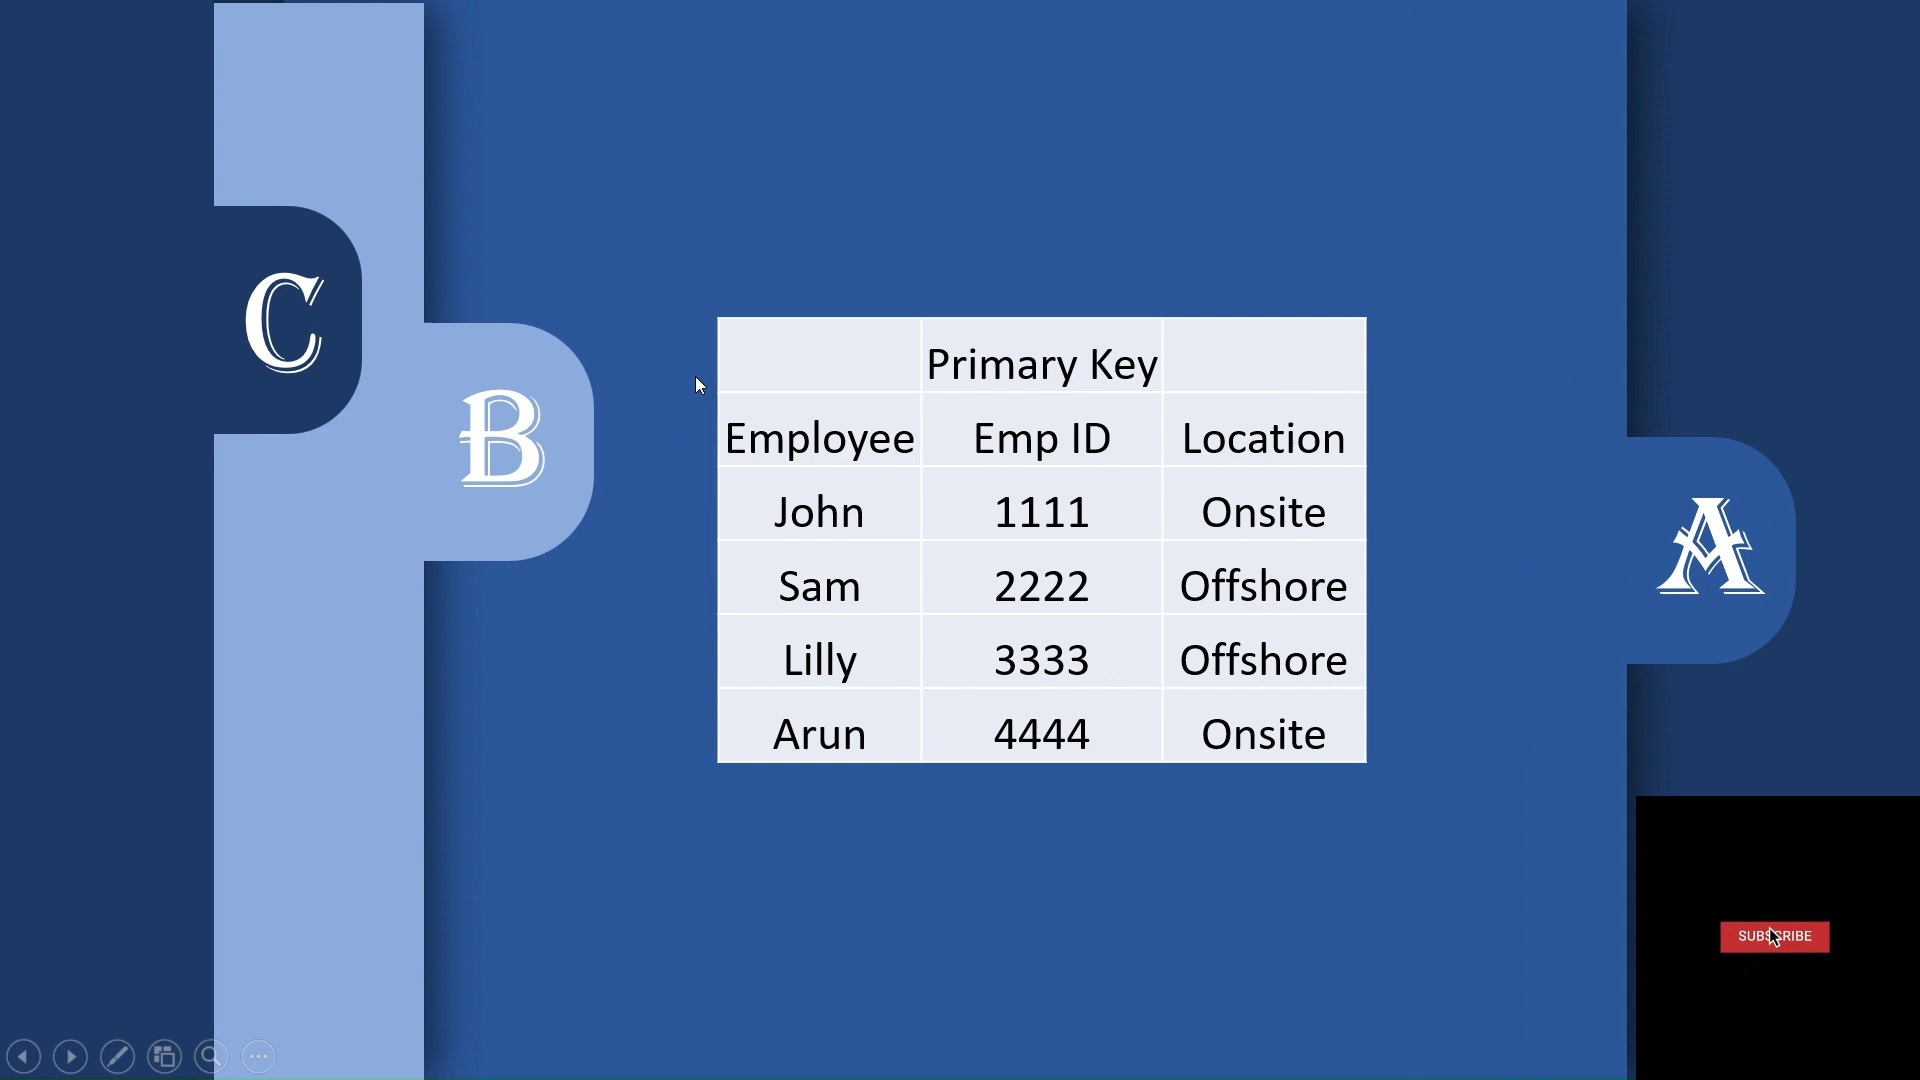 C
B
Primary Key
Employee Emp ID Location
John 1111 Onsite
Sam 2222 Offshore
Lilly 3333 Offshore
Arun 4444 Onsite
A
SUBSCRIBE